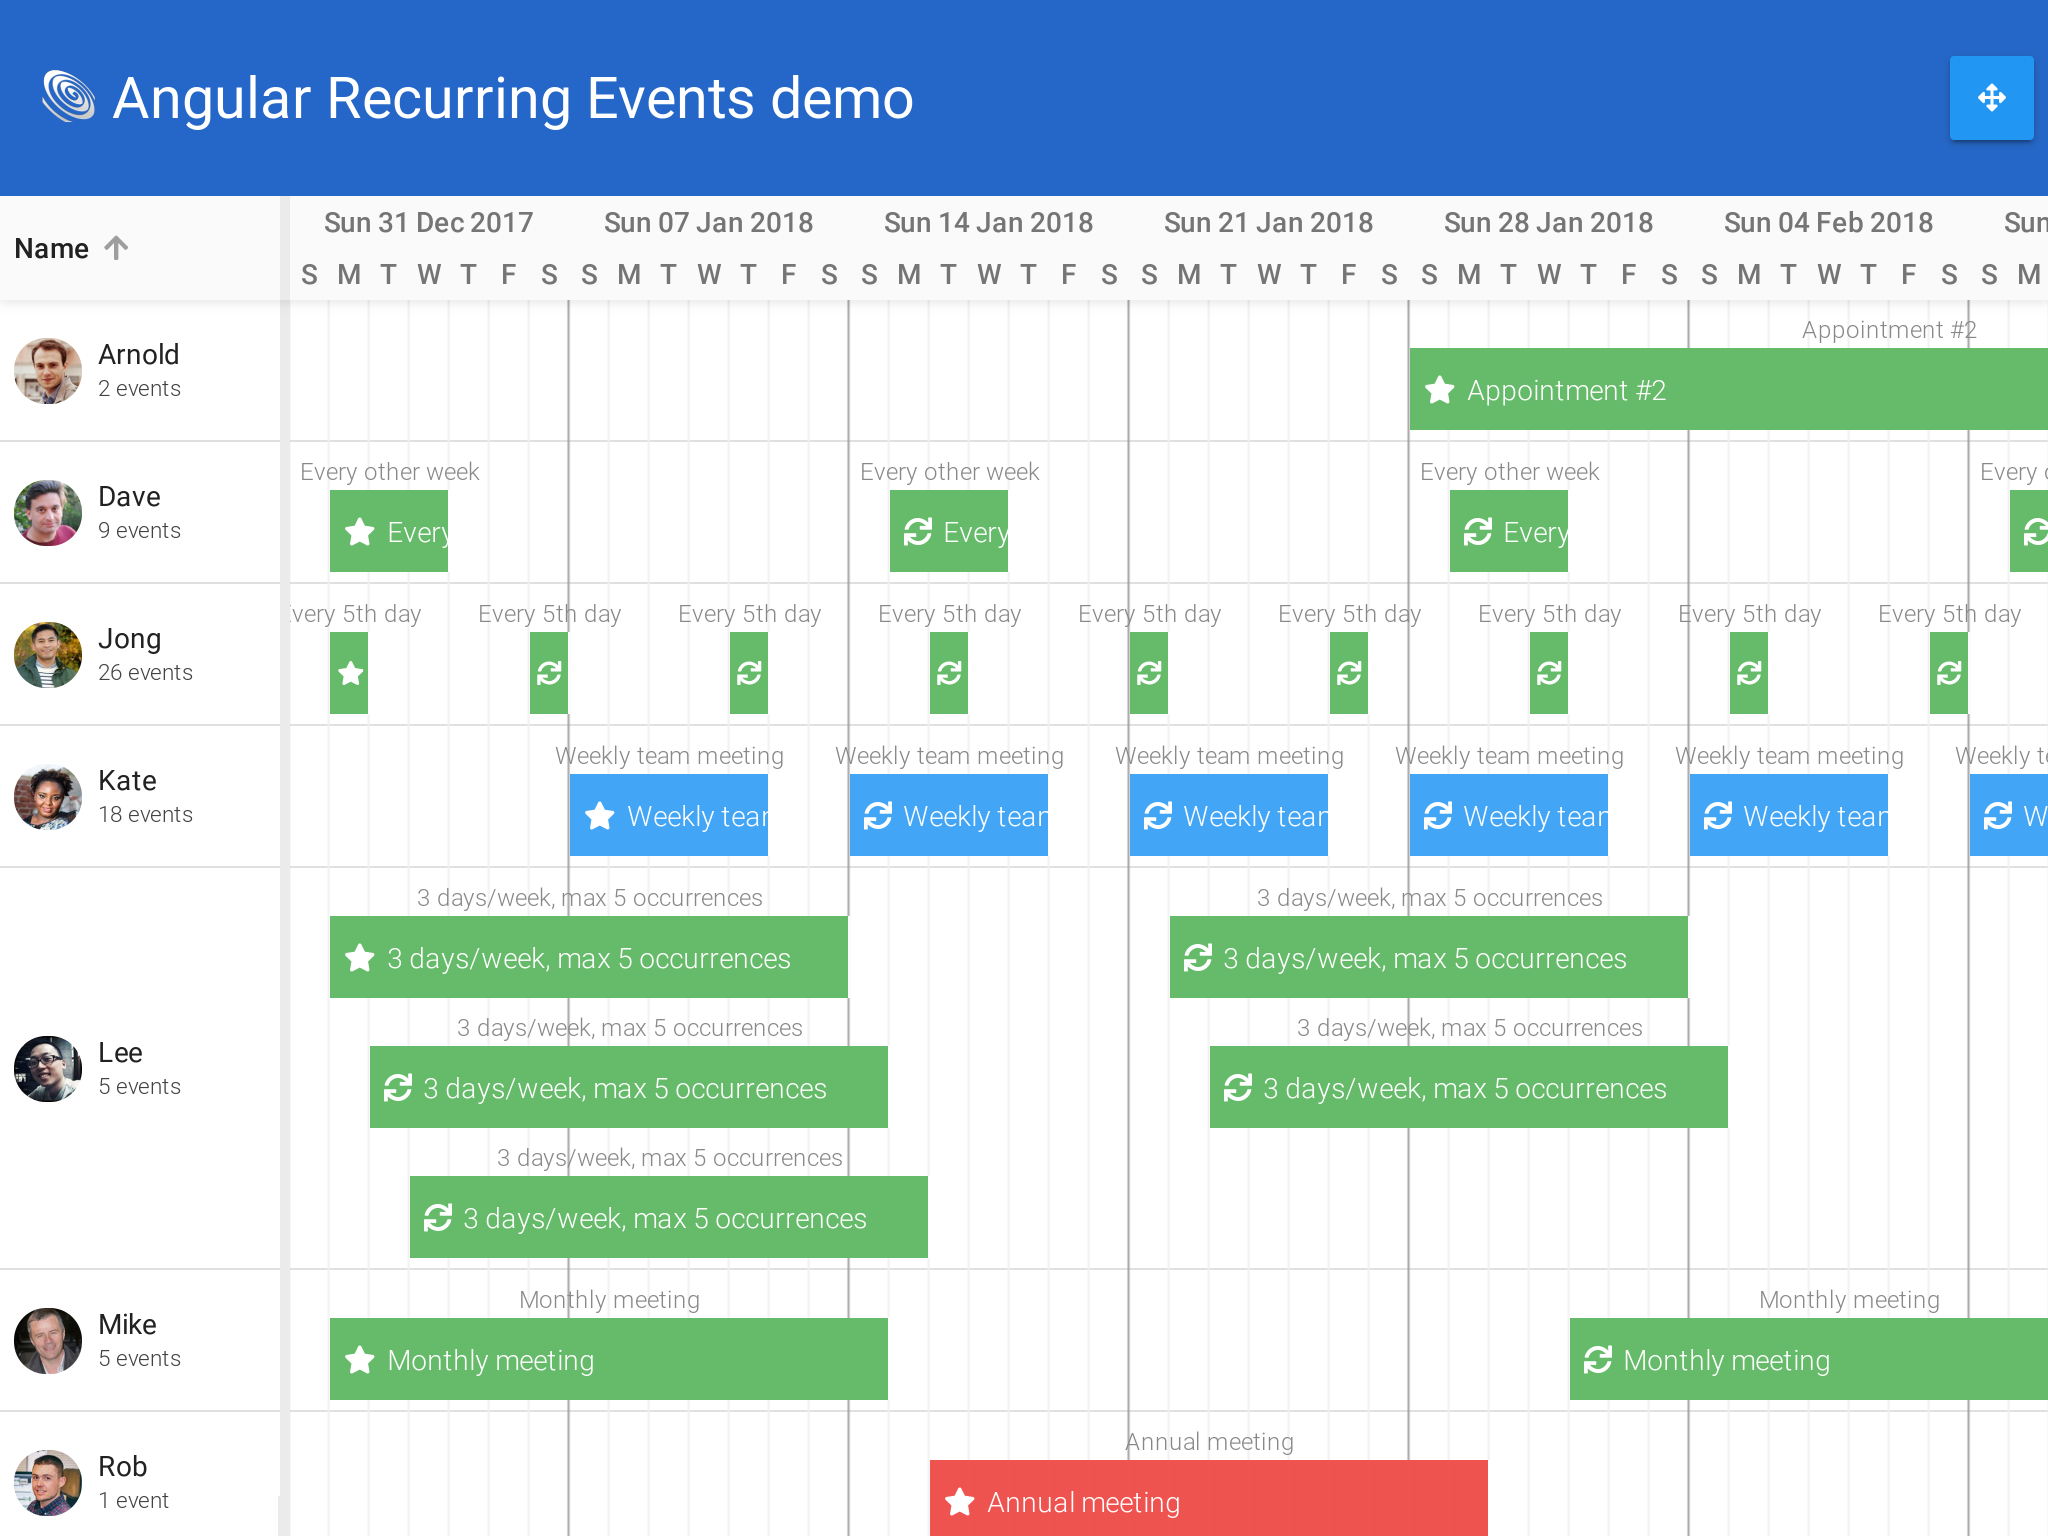 Angular Recurring Events demo
Name
Sun 31 Dec 2017 Sun 07 Jan 2018 Sun 14 Jan 2018 Sun 21 Jan 2018 Sun 28 Jan 2018 Sun 04 Feb 2018 Sun
S M T W T F S S M T W T F S S M T W T F S S M T W T F S S M T W T F S S M T W T F S S M
Arnold
2 events
Appointment #2
Appointment #2
Dave
9 events
Every other week Every other week Every other week Every
Every Every Every
Jong
26 events
Every 5th day Every 5th day Every 5th day Every 5th day Every 5th day Every 5th day Every 5th day Every 5th day
very 5th day
Kate
18 events
Weekly team meeting Weekly team meeting Weekly team meeting Weekly team meeting Weekly team meeting Weekly te
Weekly tear Weekly tear Weekly tear Weekly tear Weekly tear W
Lee
5 events
3 days/week, max 5 occurrences 3 days/week, max 5 occurrences
3 days/week, max 5 occurrences 3 days/week, max 5 occurrences
3 days/week, max 5 occurrences 3 days/week, max 5 occurrences
3 days/week, max 5 occurrences 3 days/week, max 5 occurrences
3 days/week, max 5 occurrences
3 days/week, max 5 occurrences
Mike
5 events
Monthly meeting Monthly meeting
Monthly meeting Monthly meeting
Rob
1 event
Annual meeting
Annual meeting